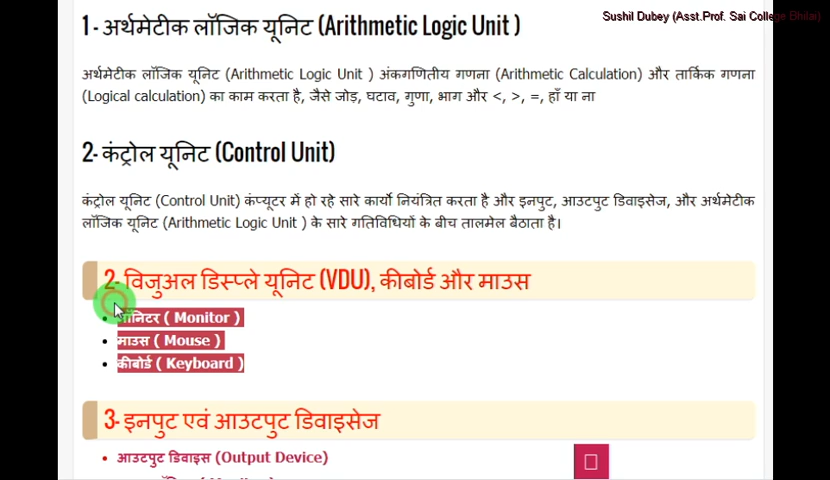 Sushil Dubey (Asst.Prof. Sai College Bhilai)
1 - अर्थमेटीक लॉजिक यूनिट (Arithmetic Logic Unit )
अर्थमेटीक लॉजिक यूनिट (Arithmetic Logic Unit ) अंकगणितीय गणना (Arithmetic Calculation) और तार्किक गणना
(Logical calculation) का काम करता है, जैसे जोड़, घटाव, गुणा, भाग और <, >, =, हाँ या ना
2- कंट्रोल यूनिट (Control Unit)
कंट्रोल यूनिट (Control Unit) कंप्यूटर में हो रहे सारे कार्यो नियंत्रित करता है और इनपुट, आउटपुट डिवाइसेज, और अर्थमेटीक
लॉजिक यूनिट (Arithmetic Logic Unit ) के सारे गतिविधियों के बीच तालमेल बैठाता है।
2- विजुअल डिस्प्ले यूनिट (VDU), कीबोर्ड और माउस
मॉनिटर ( Monitor )
माउस ( Mouse )
कीबोर्ड ( Keyboard )
3- इनपुट एवं आउटपुट डिवाइसेज
आउटपुट डिवाइस (Output Device)